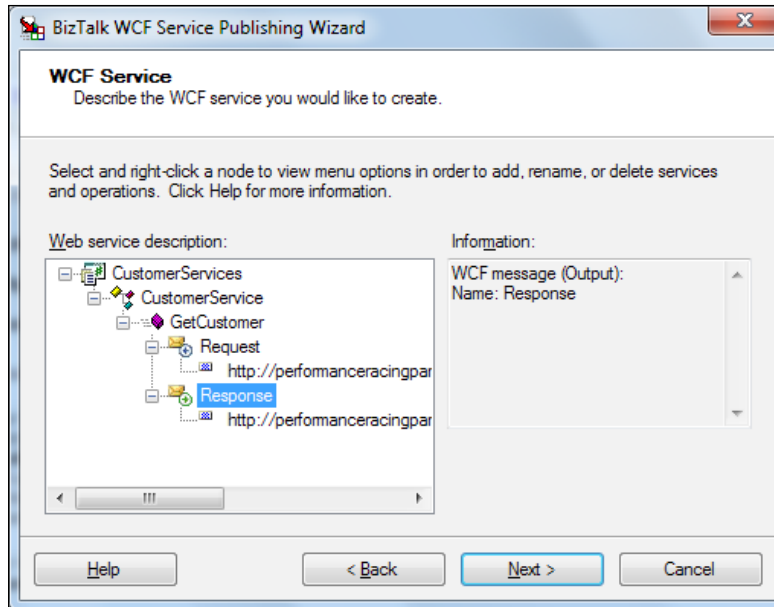 BizTalk WCF Service Publishing Wizard
WCF Service
Describe the WCF service you would like to create.
Select and right-click a node to view menu options in order to add, rename, or delete services
and operations.  Click Help for more information.
Web service description:
Information:
CustomerServices
CustomerService
GetCustomer
Request
http://performanceracingpar
Response
http://performanceracingpar
WCF message (Output):
Name: Response
Help
< Back
Next >
Cancel